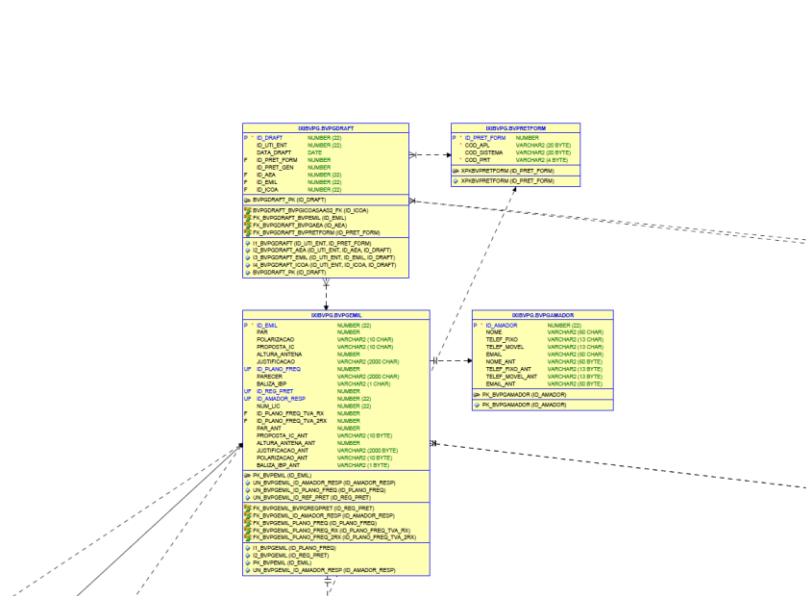 IXIBVPG.BVPGDRAFT
P * ID_DRAFT NUMBER (22)
ID_UTI_ENT NUMBER (22)
DATA_DRAFT DATE
F ID_PRET_FORM NUMBER
ID_PRET_GEN NUMBER
F ID_AEA NUMBER (22)
F ID_EMIL NUMBER (22)
F ID_ICOA NUMBER (22)
BVPGDRAFT_PK (ID_DRAFT)
BVPGDRAFT_BVPGICOASAAS2_FK (ID_ICOA)
FK_BVPGDRAFT_BVPEMIL (ID_EMIL)
FK_BVPGDRAFT_BVPGAEA (ID_AEA)
FK_BVPGDRAFT_BVPRETFORM (ID_PRET_FORM)
I1_BVPGDRAFT (ID_UTI_ENT, ID_PRET_FORM)
I2_BVPGDRAFT_AEA (ID_UTI_ENT, ID_AEA, ID_DRAFT)
I3_BVPGDRAFT_EMIL (ID_UTI_ENT, ID_EMIL, ID_DRAFT)
I4_BVPGDRAFT_ICOA (ID_UTI_ENT, ID_ICOA, ID_DRAFT)
BVPGDRAFT_PK (ID_DRAFT)
IXIBVPG.BVPRETFORM
P * ID_PRET_FORM NUMBER
* COD_APL VARCHAR2 (20 BYTE)
COD_SISTEMA VARCHAR2 (20 BYTE)
* COD_PRT VARCHAR2 (4 BYTE)
XPKBVPRETFORM (ID_PRET_FORM)
XPKBVPRETFORM (ID_PRET_FORM)
IXIBVPG.BVPGEMIL
P * ID_EMIL NUMBER (22)
PAR NUMBER
POLARIZACAO VARCHAR2 (10 CHAR)
PROPOSTA_IC VARCHAR2 (10 CHAR)
ALTURA_ANTENA NUMBER
JUSTIFICACAO VARCHAR2 (2000 CHAR)
UF ID_PLANO_FREQ NUMBER
PARECER VARCHAR2 (2000 CHAR)
BALIZA_IBP VARCHAR2 (1 CHAR)
UF ID_REG_PRET NUMBER
UF ID_AMADOR_RESP NUMBER (22)
NUM_LIC NUMBER (22)
F ID_PLANO_FREQ_TVA_RX NUMBER
F ID_PLANO_FREQ_TVA_2RX NUMBER
PAR_ANT NUMBER
PROPOSTA_IC_ANT VARCHAR2 (10 BYTE)
ALTURA_ANTENA_ANT NUMBER
JUSTIFICACAO_ANT VARCHAR2 (2000 BYTE)
POLARIZACAO_ANT VARCHAR2 (10 BYTE)
BALIZA_IBP_ANT VARCHAR2 (1 BYTE)
PK_BVPEMIL (ID_EMIL)
UN_BVPGEMIL_ID_AMADOR_RESP (ID_AMADOR_RESP)
UN_BVPGEMIL_ID_PLANO_FREQ (ID_PLANO_FREQ)
UN_BVPGEMIL_ID_REF_PRET (ID_REG_PRET)
FK_BVPGEMIL_BVPGREGPRET (ID_REG_PRET)
FK_BVPGEMIL_ID_AMADOR_RESP (ID_AMADOR_RESP)
FK_BVPGEMIL_PLANO_FREQ (ID_PLANO_FREQ)
FK_BVPGEMIL_PLANO_FREQ_RX (ID_PLANO_FREQ_TVA_RX)
FK_BVPGEMIL_PLANO_FREQ_2RX (ID_PLANO_FREQ_TVA_2RX)
I1_BVPGEMIL (ID_PLANO_FREQ)
I2_BVPGEMIL (ID_REG_PRET)
PK_BVPEMIL (ID_EMIL)
UN_BVPGEMIL_ID_AMADOR_RESP (ID_AMADOR_RESP)
IXIBVPG.BVPGAMADOR
P * ID_AMADOR NUMBER (22)
NOME VARCHAR2 (60 CHAR)
TELEF_FIXO VARCHAR2 (13 CHAR)
TELEF_MOVEL VARCHAR2 (13 CHAR)
EMAIL VARCHAR2 (50 CHAR)
NOME_ANT VARCHAR2 (60 BYTE)
TELEF_FIXO_ANT VARCHAR2 (13 BYTE)
TELEF_MOVEL_ANT VARCHAR2 (13 BYTE)
EMAIL_ANT VARCHAR2 (50 BYTE)
PK_BVPGAMADOR (ID_AMADOR)
PK_BVPGAMADOR (ID_AMADOR)